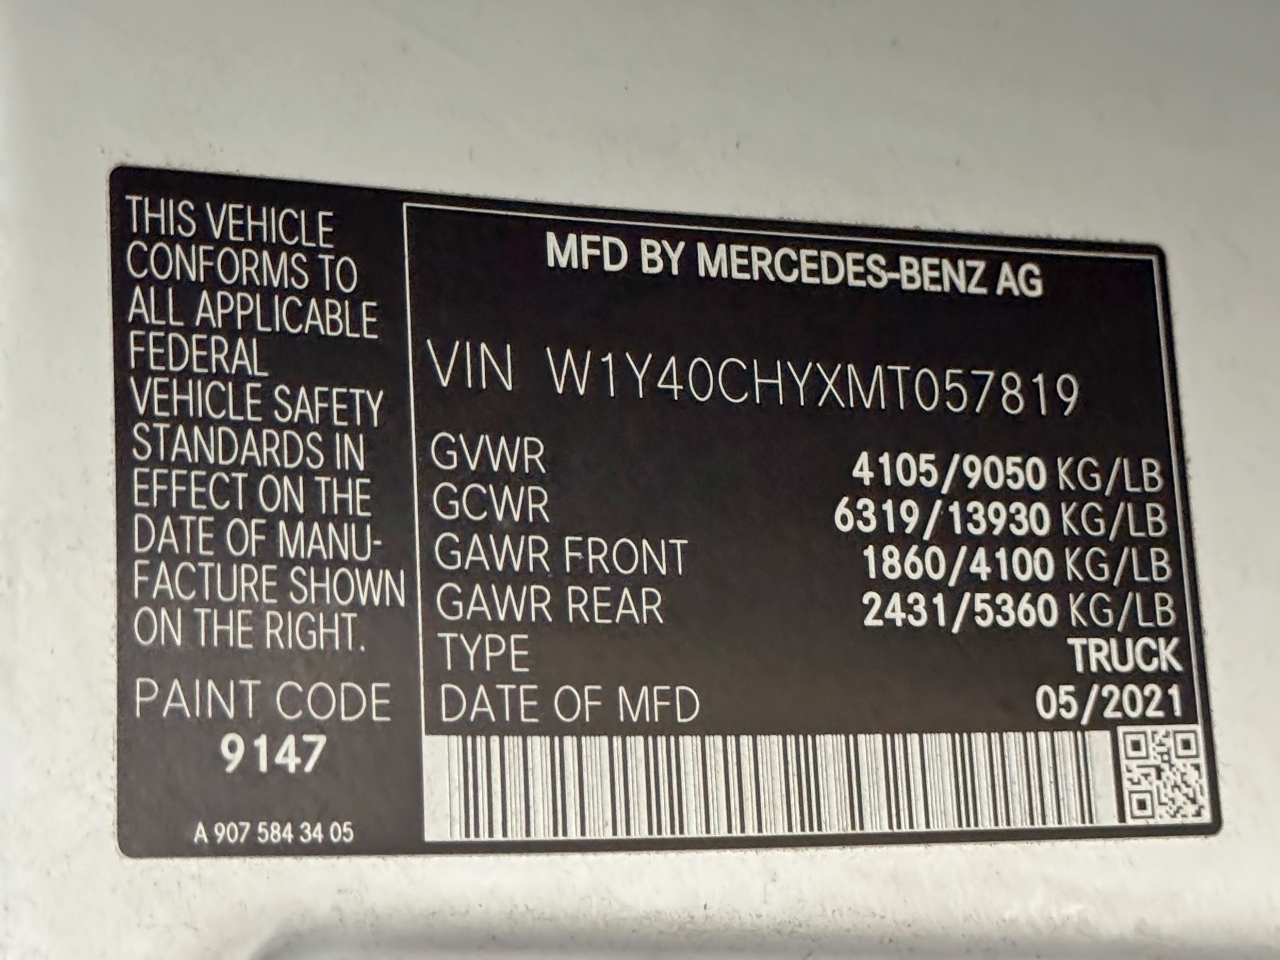 THIS VEHICLE
CONFORMS TO
ALL APPLICABLE
FEDERAL
VEHICLE SAFETY
STANDARDS IN
EFFECT ON THE
DATE OF MANU-
FACTURE SHOWN
ON THE RIGHT.
PAINT CODE
9147
A 907 584 34 05
MFD BY MERCEDES-BENZ AG
VIN W1Y40CHYXMT057819
GVWR 4105/9050 KG/LB
GCWR 6319/13930 KG/LB
GAWR FRONT 1860/4100 KG/LB
GAWR REAR 2431/5360 KG/LB
TYPE TRUCK
DATE OF MFD 05/2021